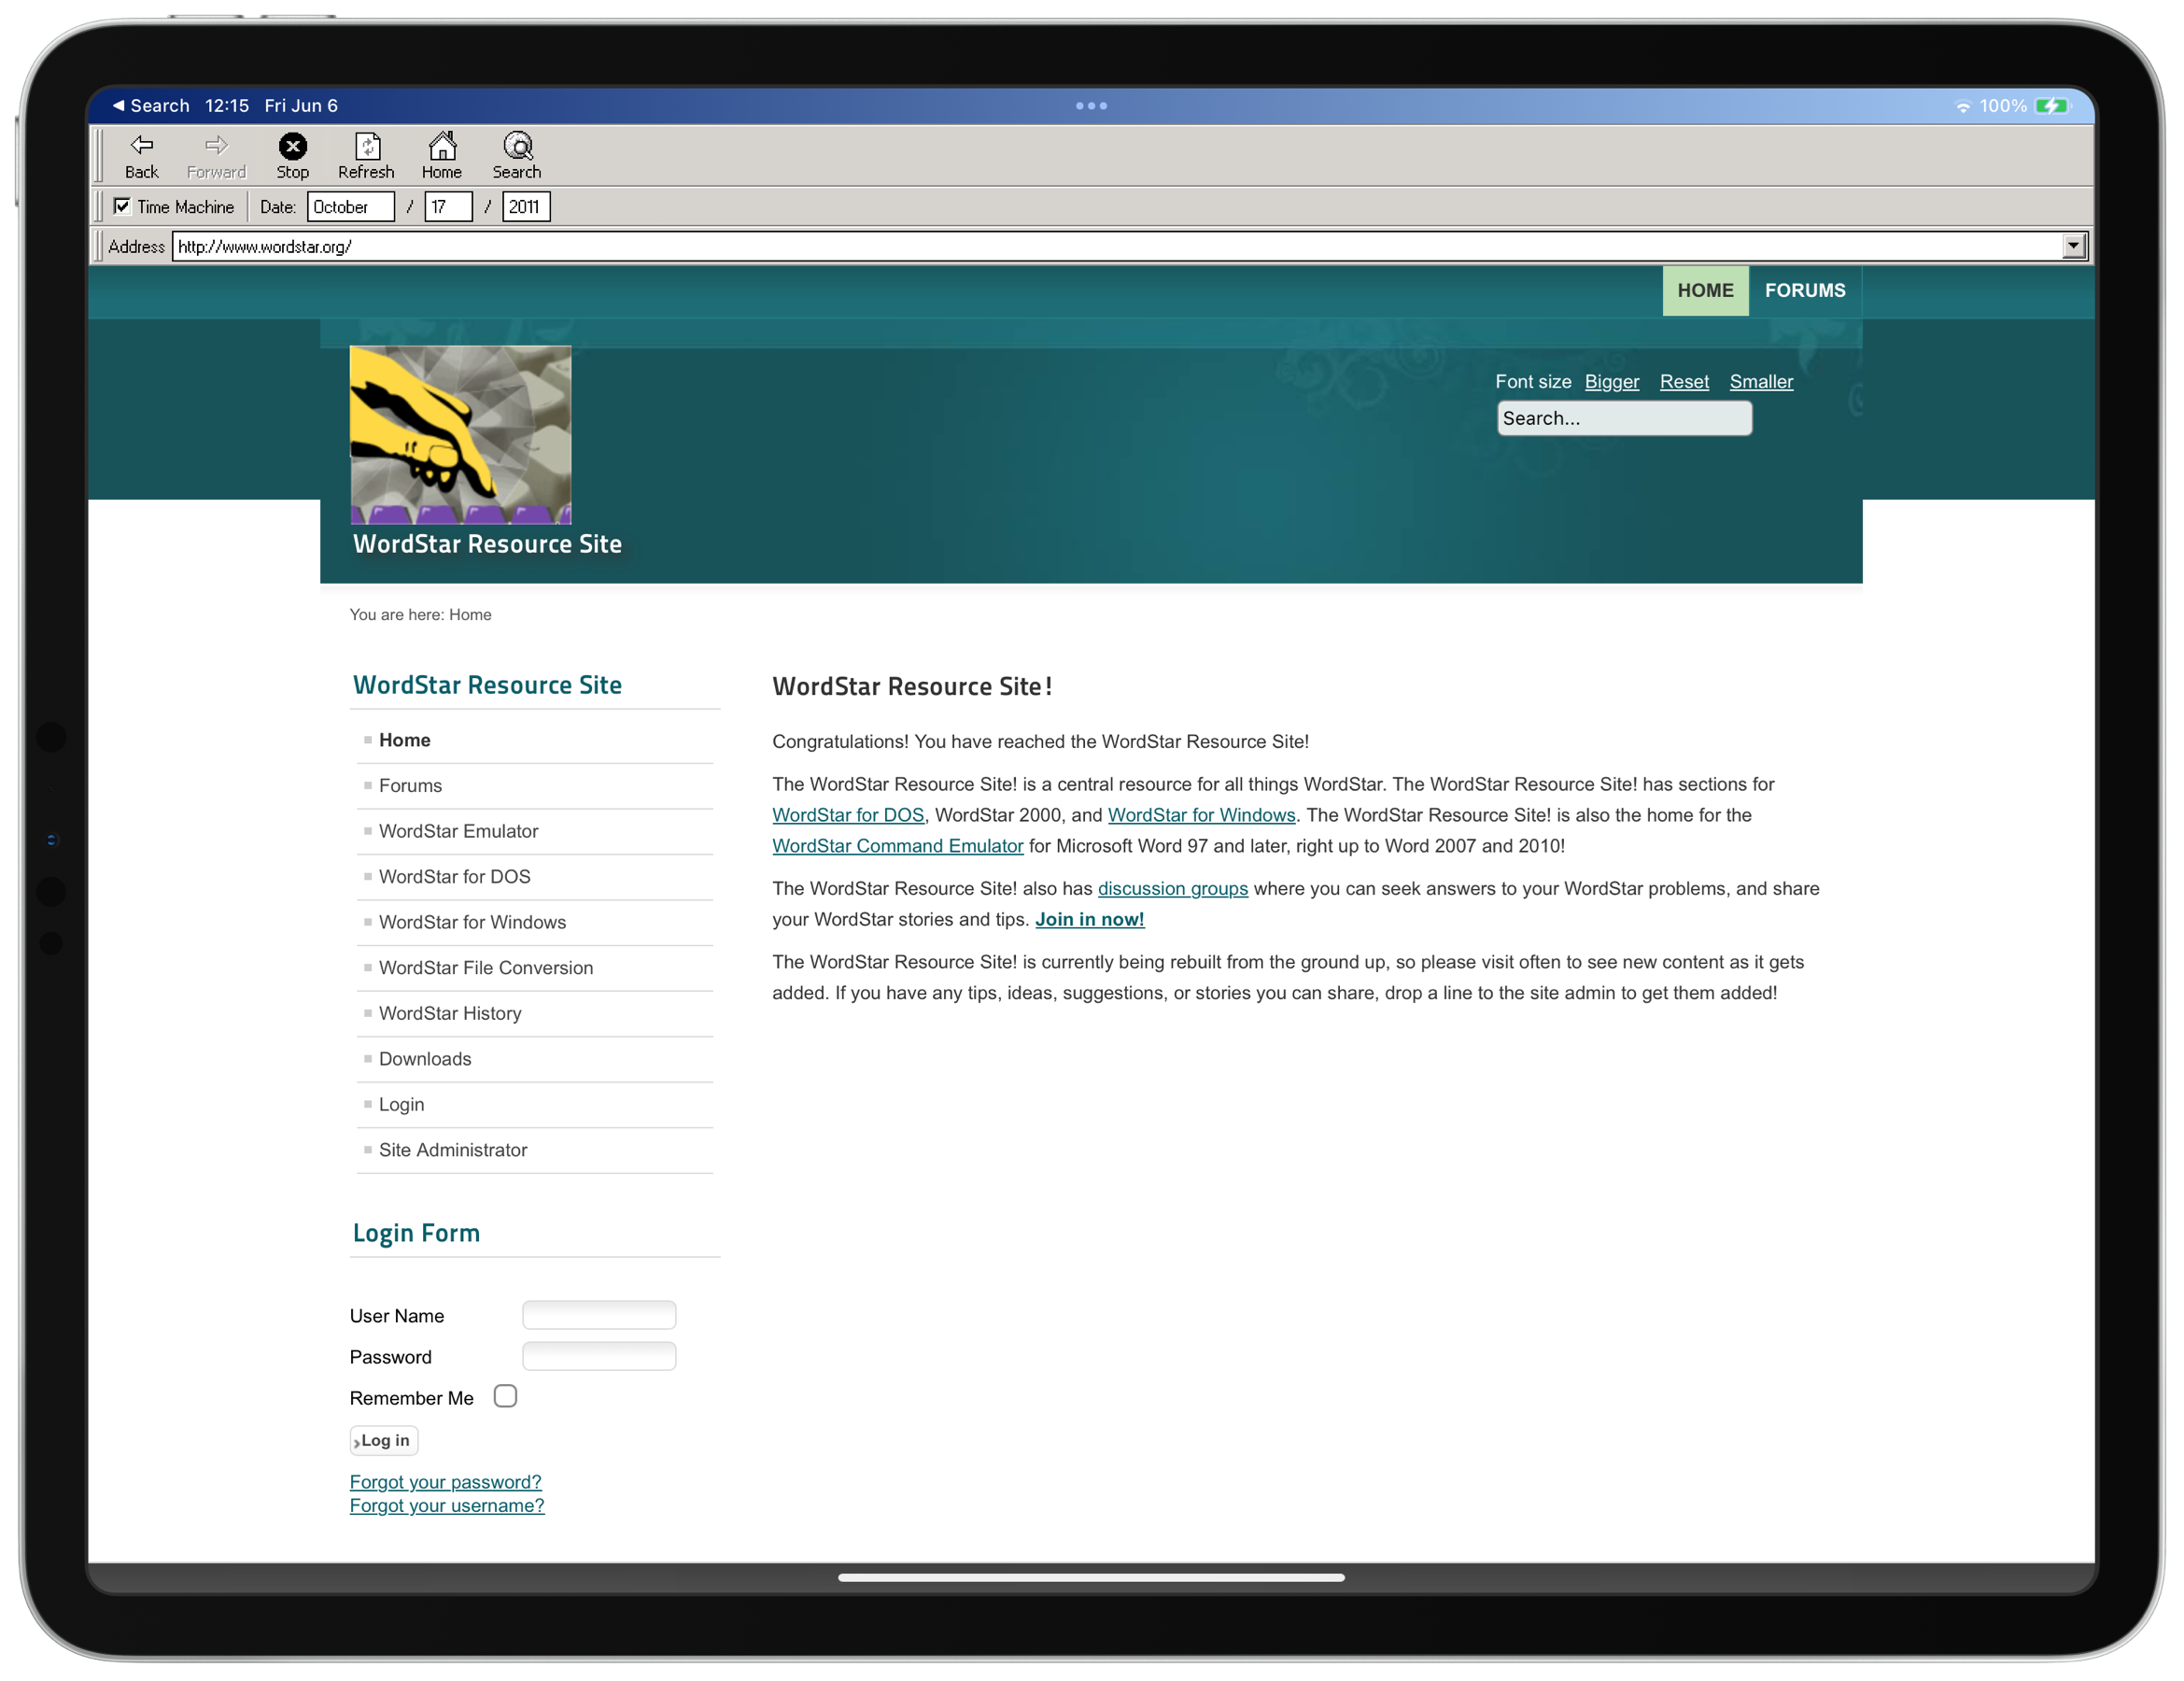 ◀ Search 12:15 Fri Jun 6
100%
Back Forward Stop Refresh Home Search
Time Machine Date: October / 17 / 2011
Address http://www.wordstar.org/
HOME FORUMS
Font size Bigger Reset Smaller
Search...
WordStar Resource Site
You are here: Home
WordStar Resource Site
Home
Forums
WordStar Emulator
WordStar for DOS
WordStar for Windows
WordStar File Conversion
WordStar History
Downloads
Login
Site Administrator
Login Form
User Name
Password
Remember Me
Log in
Forgot your password?
Forgot your username?
WordStar Resource Site!
Congratulations! You have reached the WordStar Resource Site!
The WordStar Resource Site! is a central resource for all things WordStar. The WordStar Resource Site! has sections for
WordStar for DOS, WordStar 2000, and WordStar for Windows. The WordStar Resource Site! is also the home for the
WordStar Command Emulator for Microsoft Word 97 and later, right up to Word 2007 and 2010!
The WordStar Resource Site! also has discussion groups where you can seek answers to your WordStar problems, and share
your WordStar stories and tips. Join in now!
The WordStar Resource Site! is currently being rebuilt from the ground up, so please visit often to see new content as it gets
added. If you have any tips, ideas, suggestions, or stories you can share, drop a line to the site admin to get them added!